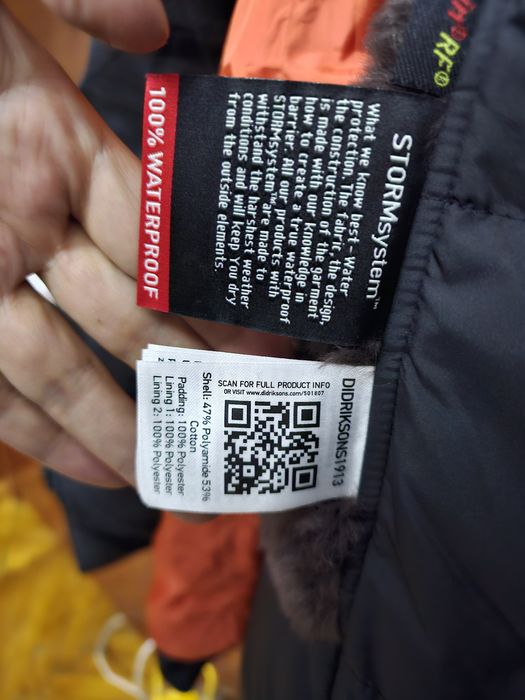 STORMsystem™
What we know best - Water
protection. The fabric, the design,
the construction of the garment
is made with our knowledge in
how to create a true waterproof
barrier. All our products with
STORMsystem™ are made to
withstand the harshest weather
conditions and will keep You dry
from the outside elements.
100% WATERPROOF
RF®
DIDRIKSONS1913
SCAN FOR FULL PRODUCT INFO
OR VISIT www.didriksons.com/501807
Shell: 47% Polyamide 53%
Cotton
Padding: 100% Polyester
Lining 1: 100% Polyester
Lining 2: 100% Polyester